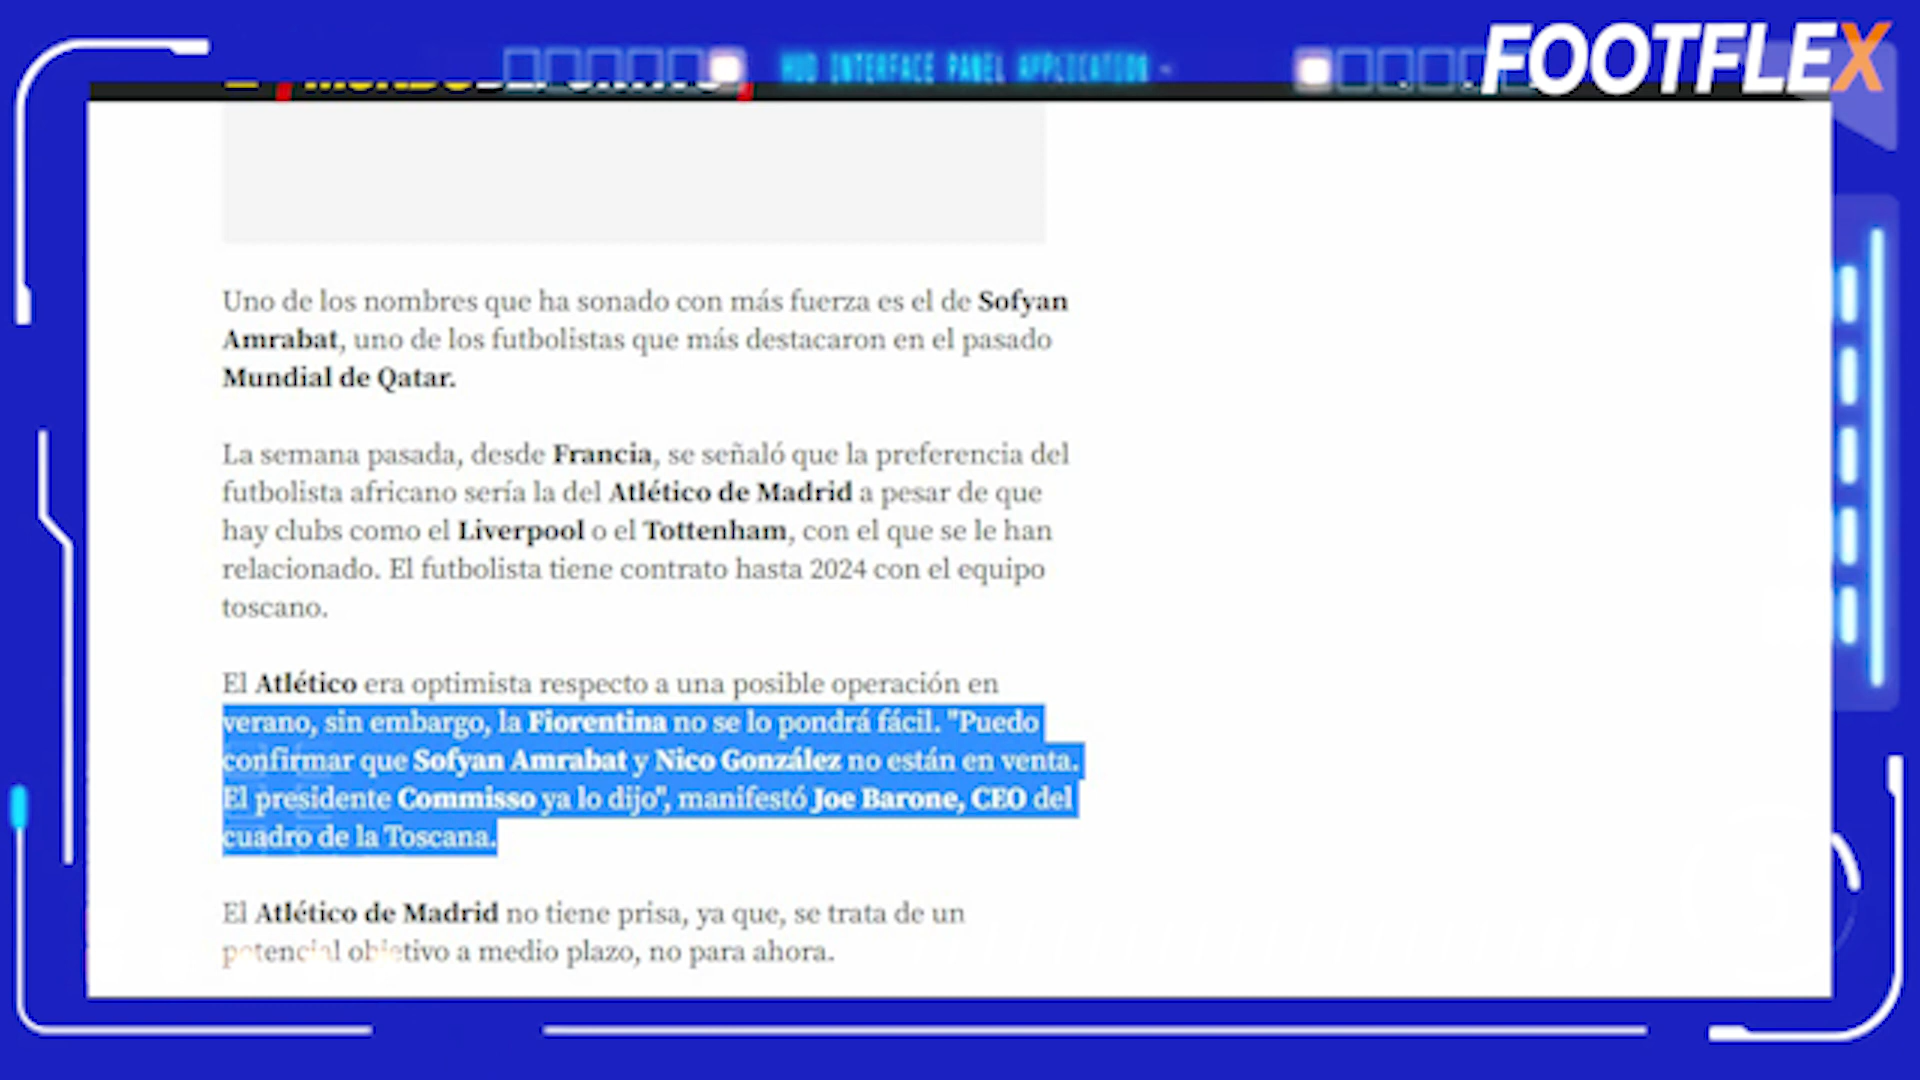 HUD INTERFACE PANEL APPLICATION
FOOTFLEX
Uno de los nombres que ha sonado con más fuerza es el de Sofyan
Amrabat, uno de los futbolistas que más destacaron en el pasado
Mundial de Qatar.
La semana pasada, desde Francia, se señaló que la preferencia del
futbolista africano sería la del Atlético de Madrid a pesar de que
hay clubs como el Liverpool o el Tottenham, con el que se le han
relacionado. El futbolista tiene contrato hasta 2024 con el equipo
toscano.
El Atlético era optimista respecto a una posible operación en
verano, sin embargo, la Fiorentina no se lo pondrá fácil. "Puedo
confirmar que Sofyan Amrabat y Nico González no están en venta.
El presidente Commisso ya lo dijo", manifestó Joe Barone, CEO del
cuadro de la Toscana.
El Atlético de Madrid no tiene prisa, ya que, se trata de un
potencial objetivo a medio plazo, no para ahora.